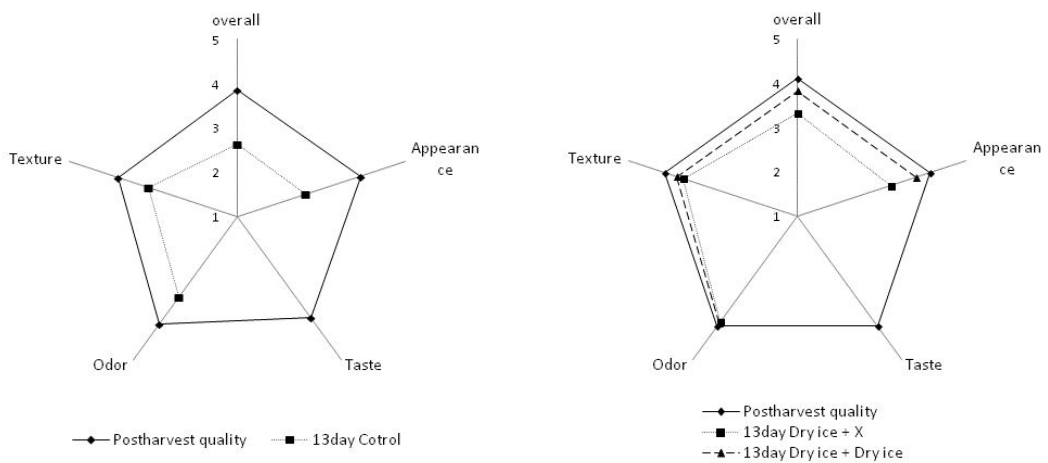 overall
5
4
3
2
1
Texture
Appearan
ce
Odor
Taste
Postharvest quality
13day Cotrol
overall
5
4
3
2
1
Texture
Appearan
ce
Odor
Taste
Postharvest quality
13day Dry ice + X
13day Dry ice + Dry ice